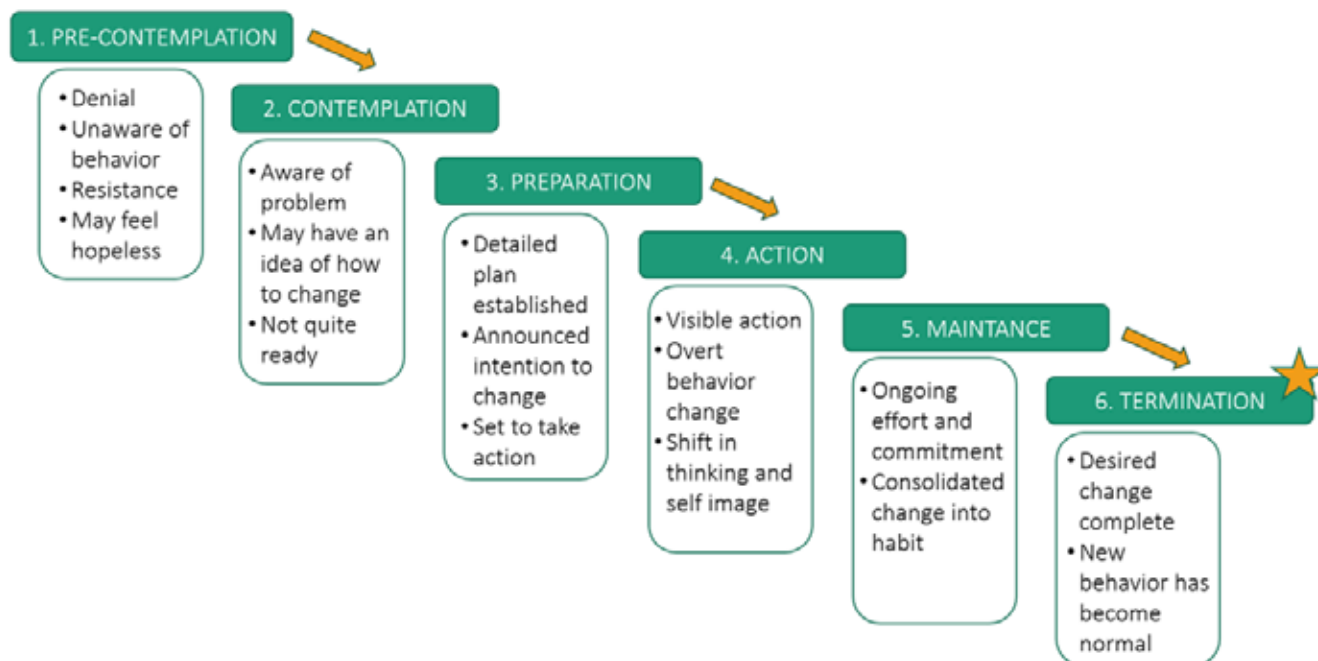 1. PRE-CONTEMPLATION
• Denial
• Unaware of
behavior
• Resistance
• May feel
hopeless
2. CONTEMPLATION
• Aware of
problem
• May have an
idea of how
to change
• Not quite
ready
3. PREPARATION
• Detailed
plan
established
• Announced
intention to
change
• Set to take
action
4. ACTION
• Visible action
• Overt
behavior
change
• Shift in
thinking and
self image
5. MAINTANCE
• Ongoing
effort and
commitment
• Consolidated
change into
habit
6. TERMINATION
• Desired
change
complete
• New
behavior has
become
normal